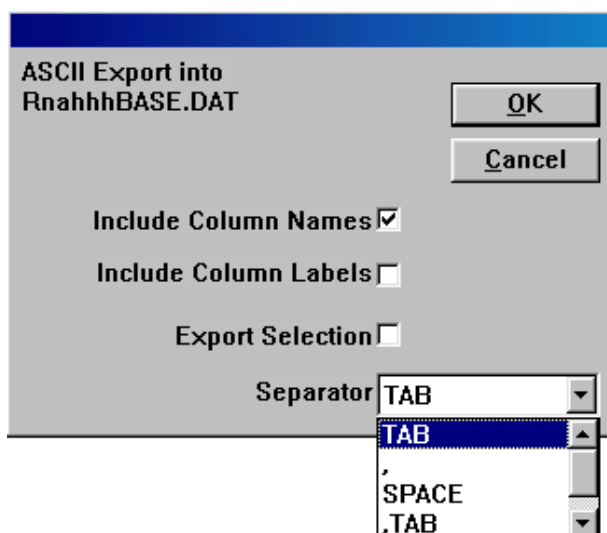 ASCII Export into
RnahhhBASE.DAT
OK
Cancel
Include Column Names
Include Column Labels
Export Selection
Separator TAB
TAB
,
SPACE
,TAB